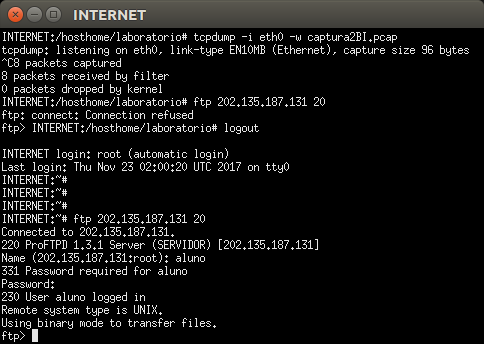 INTERNET
INTERNET:/hosthome/laboratorio# tcpdump -i eth0 -w captura2BI.pcap
tcpdump: listening on eth0, link-type EN10MB (Ethernet), capture size 96 bytes
^C8 packets captured
8 packets received by filter
0 packets dropped by kernel
INTERNET:/hosthome/laboratorio# ftp 202.135.187.131 20
ftp: connect: Connection refused
ftp> INTERNET:/hosthome/laboratorio# logout
INTERNET login: root (automatic login)
Last login: Thu Nov 23 02:00:20 UTC 2017 on tty0
INTERNET:~#
INTERNET:~#
INTERNET:~#
INTERNET:~# ftp 202.135.187.131 20
Connected to 202.135.187.131.
220 ProFTPD 1.3.1 Server (SERVIDOR) [202.135.187.131]
Name (202.135.187.131:root): aluno
331 Password required for aluno
Password:
230 User aluno logged in
Remote system type is UNIX.
Using binary mode to transfer files.
ftp>